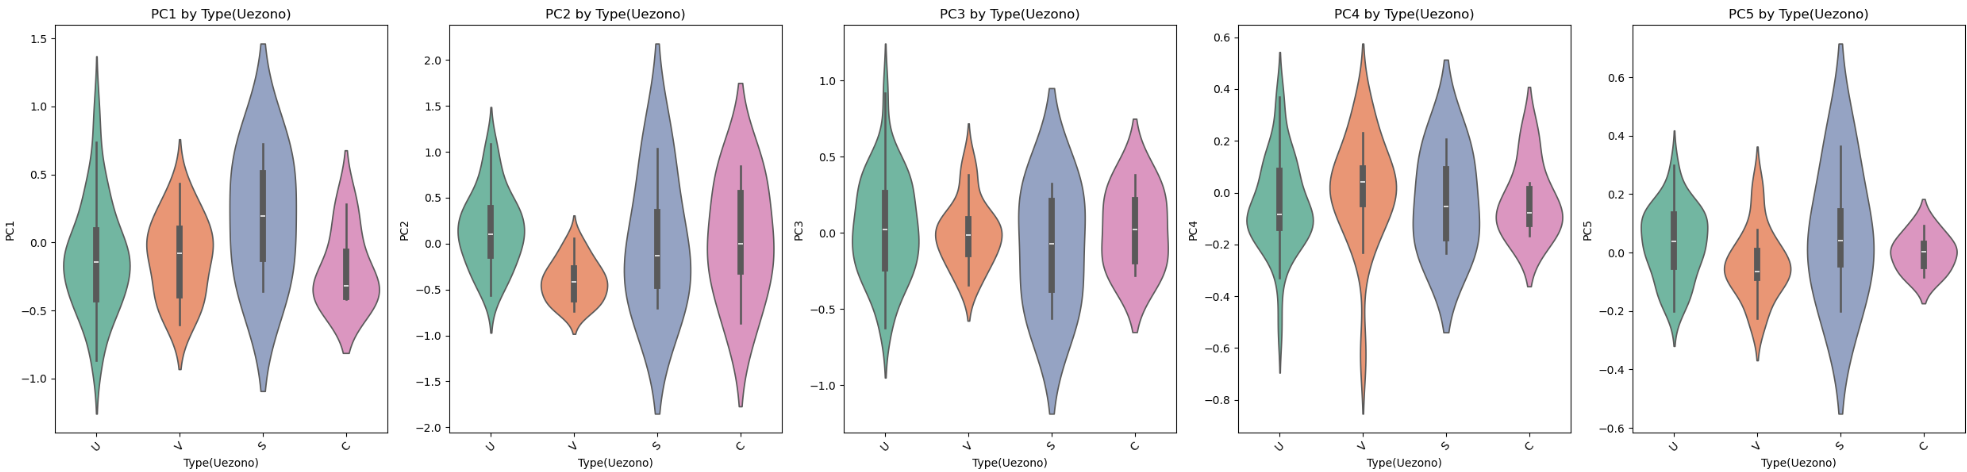 PC1 by Type(Uezono)
1.5
1.0
0.5
0.0
−0.5
−1.0
PC1
U
V
S
C
Type(Uezono)
PC2 by Type(Uezono)
2.0
1.5
1.0
0.5
0.0
−0.5
−1.0
−1.5
−2.0
PC2
U
V
S
C
Type(Uezono)
PC3 by Type(Uezono)
1.0
0.5
0.0
−0.5
−1.0
PC3
U
V
S
C
Type(Uezono)
PC4 by Type(Uezono)
0.6
0.4
0.2
0.0
−0.2
−0.4
−0.6
−0.8
PC4
U
V
S
C
Type(Uezono)
PC5 by Type(Uezono)
0.6
0.4
0.2
0.0
−0.2
−0.4
−0.6
PC5
U
V
S
C
Type(Uezono)